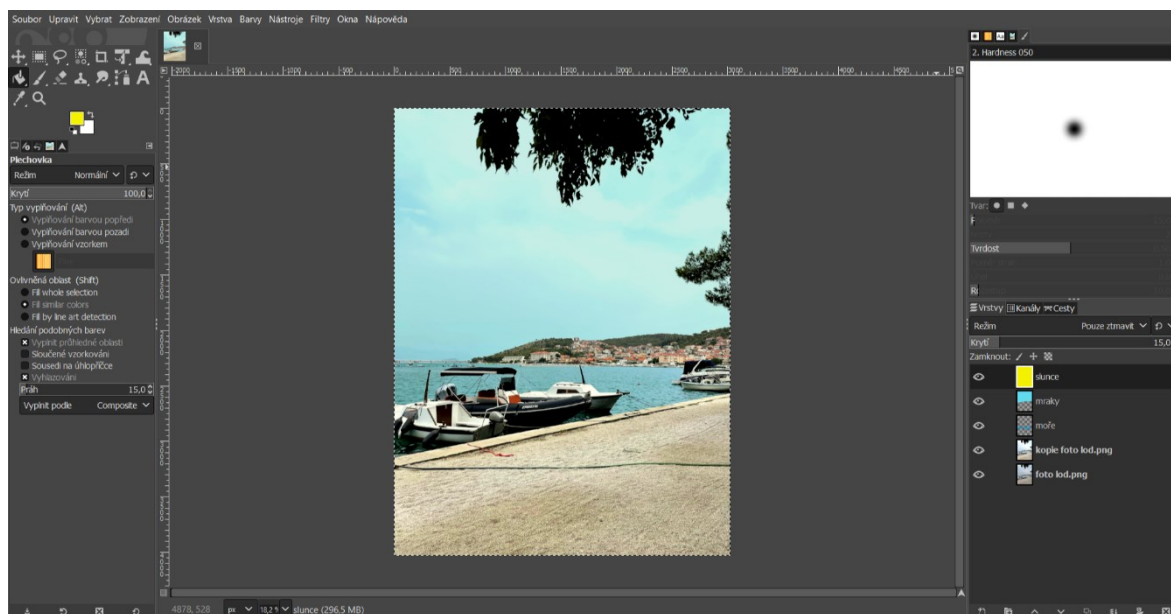 Soubor Upravit Vybrat Zobrazení Obrázek Vrstva Barvy Nástroje Filtry Okna Nápověda
Plechovka
Režim Normální
Krytí 100,0
Typ vyplňování (Alt)
Vyplňování barvou popředí
Vyplňování barvou pozadí
Vyplňování vzorkem
Ovlivněná oblast (Shift)
Fill whole selection
Fill similar colors
Fill by line art detection
Hledání podobných barev
Vyplnit průhledné oblasti
Sloučené vzorkování
Sousedi na úhlopříčce
Vyhlazování
Práh 15,0
Vyplnit podle Composite
4878, 528 px 18,2 slunce (296,5 MB)
2. Hardness 050
Tvar:
Tvrdost
Vrstvy Kanály Cesty
Režim Pouze ztmavit
Krytí 15,0
Zamknout:
slunce
mraky
moře
kopie foto lod.png
foto lod.png